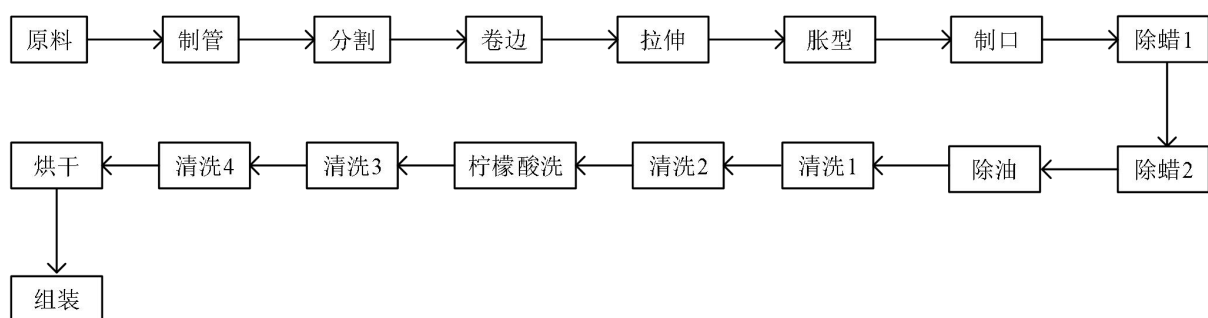 原料 制管 分割 卷边 拉伸 胀型 制口 除蜡1
烘干 清洗4 清洗3 柠檬酸洗 清洗2 清洗1 除油 除蜡2
组装